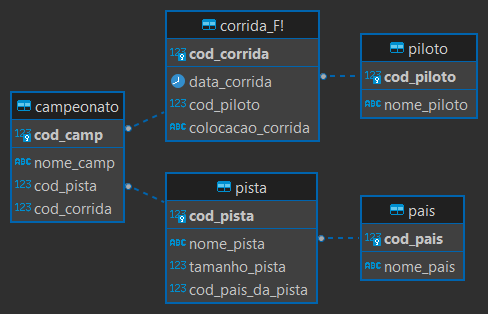 corrida_F!
123 cod_corrida
data_corrida
123 cod_piloto
ABC colocacao_corrida
piloto
123 cod_piloto
ABC nome_piloto
campeonato
123 cod_camp
ABC nome_camp
123 cod_pista
123 cod_corrida
pista
123 cod_pista
ABC nome_pista
123 tamanho_pista
123 cod_pais_da_pista
pais
123 cod_pais
ABC nome_pais